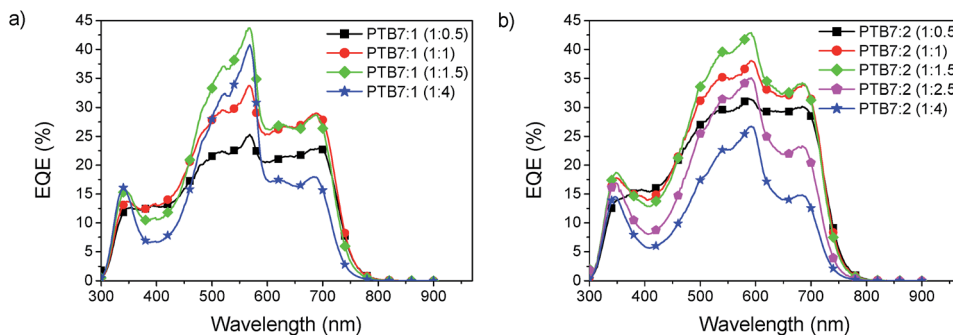 a)
45
40
35
30
25
20
15
10
5
0
EQE (%)
300 400 500 600 700 800 900
Wavelength (nm)
PTB7:1 (1:0.5)
PTB7:1 (1:1)
PTB7:1 (1:1.5)
PTB7:1 (1:4)
b)
45
40
35
30
25
20
15
10
5
0
EQE (%)
300 400 500 600 700 800 900
Wavelength (nm)
PTB7:2 (1:0.5)
PTB7:2 (1:1)
PTB7:2 (1:1.5)
PTB7:2 (1:2.5)
PTB7:2 (1:4)